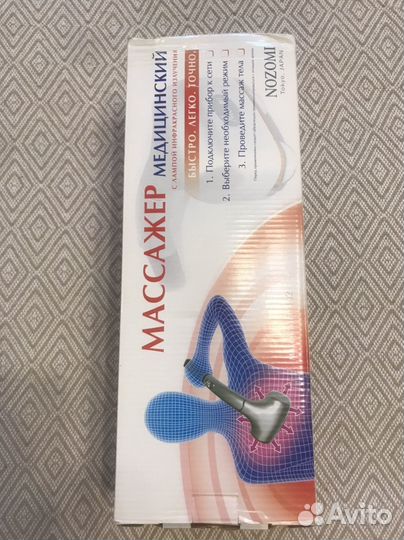 МАССАЖЕР
МЕДИЦИНСКИЙ
С ЛАМПОЙ ИНФРАКРАСНОГО ИЗЛУЧЕНИЯ
БЫСТРО. ЛЕГКО. ТОЧНО.
1. Подключите прибор к сети
2. Выберите необходимый режим
3. Проведите массаж тела
NOZOMI
Tokyo, JAPAN
Avito